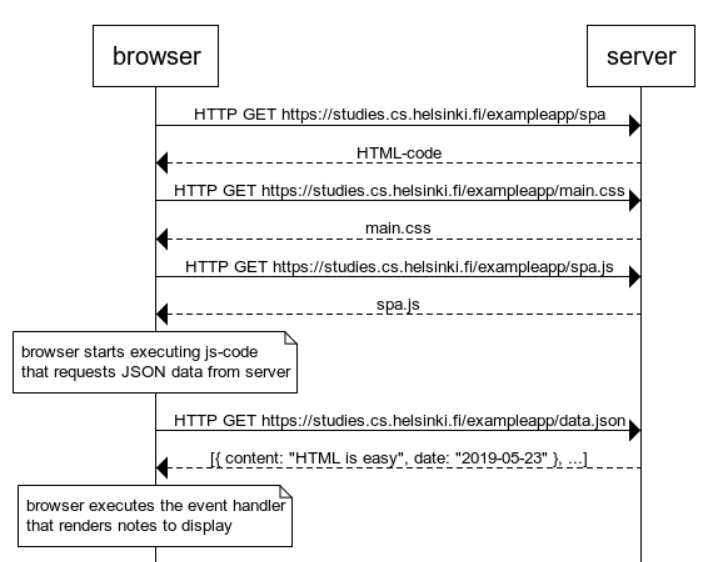 browser
server
HTTP GET https://studies.cs.helsinki.fi/exampleapp/spa
HTML-code
HTTP GET https://studies.cs.helsinki.fi/exampleapp/main.css
main.css
HTTP GET https://studies.cs.helsinki.fi/exampleapp/spa.js
spa.js
browser starts executing js-code
that requests JSON data from server
HTTP GET https://studies.cs.helsinki.fi/exampleapp/data.json
[{ content: "HTML is easy", date: "2019-05-23" }, ...]
browser executes the event handler
that renders notes to display